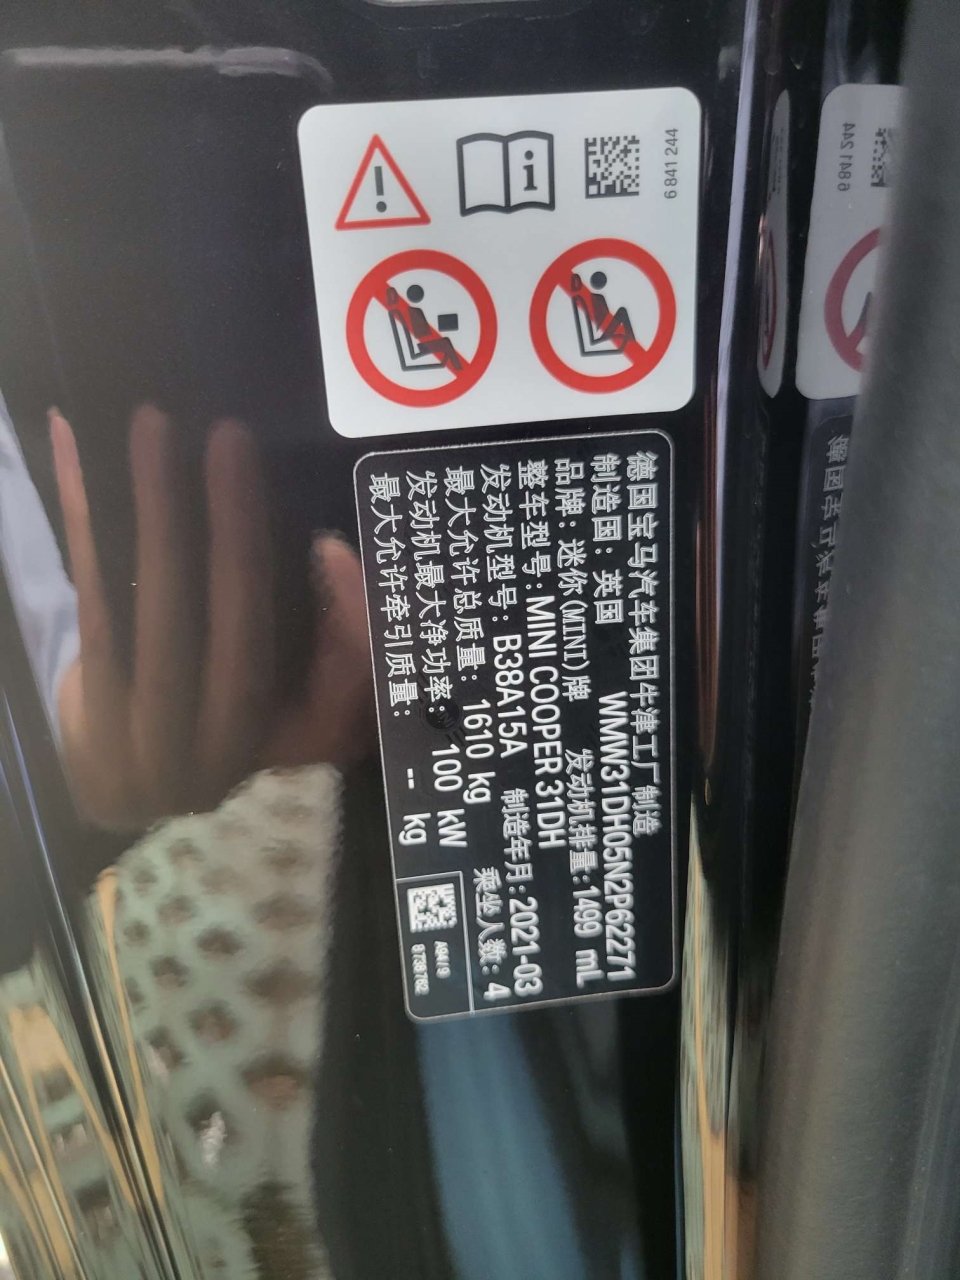 6 841 244
德国宝马汽车集团牛津工厂制造
制造国：英国 WMW31DH05N2P62271
品牌：迷你(MINI)牌 发动机排量：1499 mL
整车型号：MINI COOPER 31DH
发动机型号：B38A15A 制造年月：2021-03
最大允许总质量：1610 kg 乘坐人数：4
发动机最大净功率：100 kW
最大允许牵引质量：-- kg
A94/9
8738762